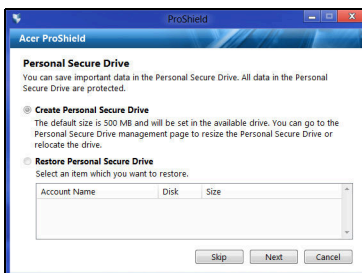 ProShield
Acer ProShield
Personal Secure Drive
You can save important data in the Personal Secure Drive. All data in the Personal
Secure Drive are protected.
Create Personal Secure Drive
The default size is 500 MB and will be set in the available drive. You can go to the
Personal Secure Drive management page to resize the Personal Secure Drive or
relocate the drive.
Restore Personal Secure Drive
Select an item which you want to restore.
Account Name Disk Size
Skip Next Cancel